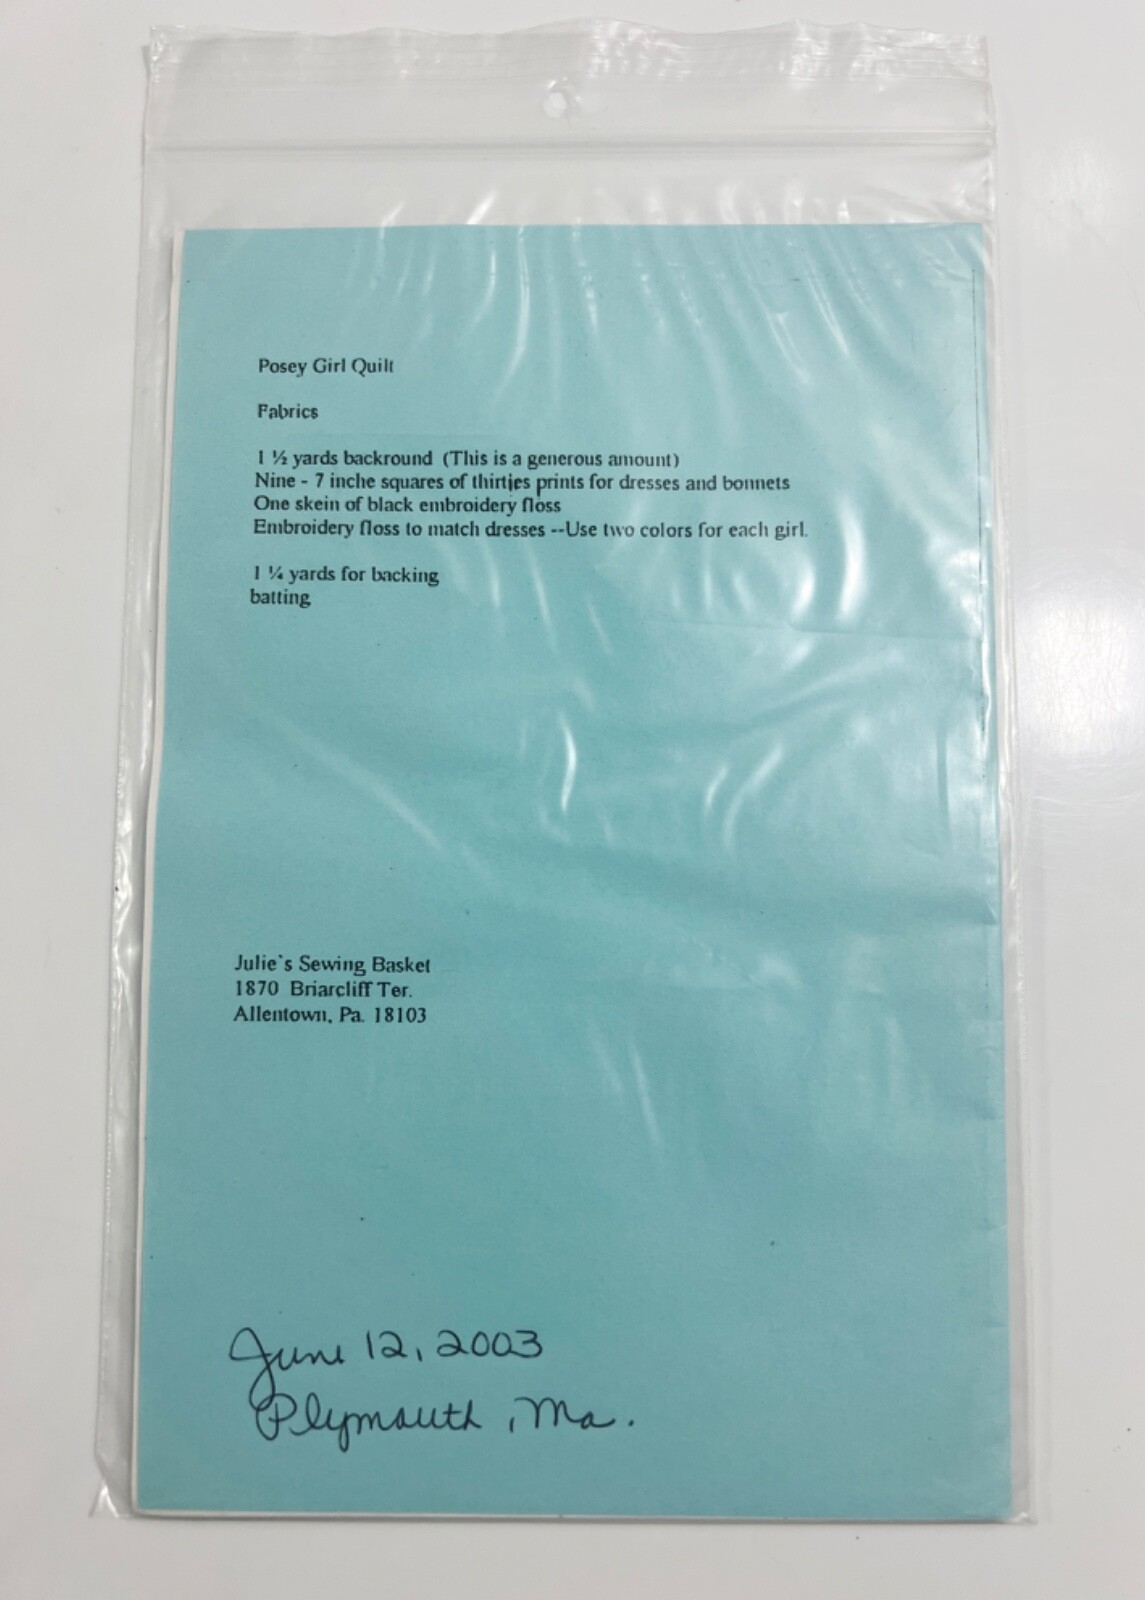 Posey Girl Quilt
Fabrics
1 ½ yards backround (This is a generous amount)
Nine - 7 inche squares of thirties prints for dresses and bonnets
One skein of black embroidery floss
Embroidery floss to match dresses --Use two colors for each girl.
1 ¼ yards for backing
batting
Julie's Sewing Basket
1870 Briarcliff Ter.
Allentown, Pa. 18103
June 12, 2003
Plymouth, Ma.